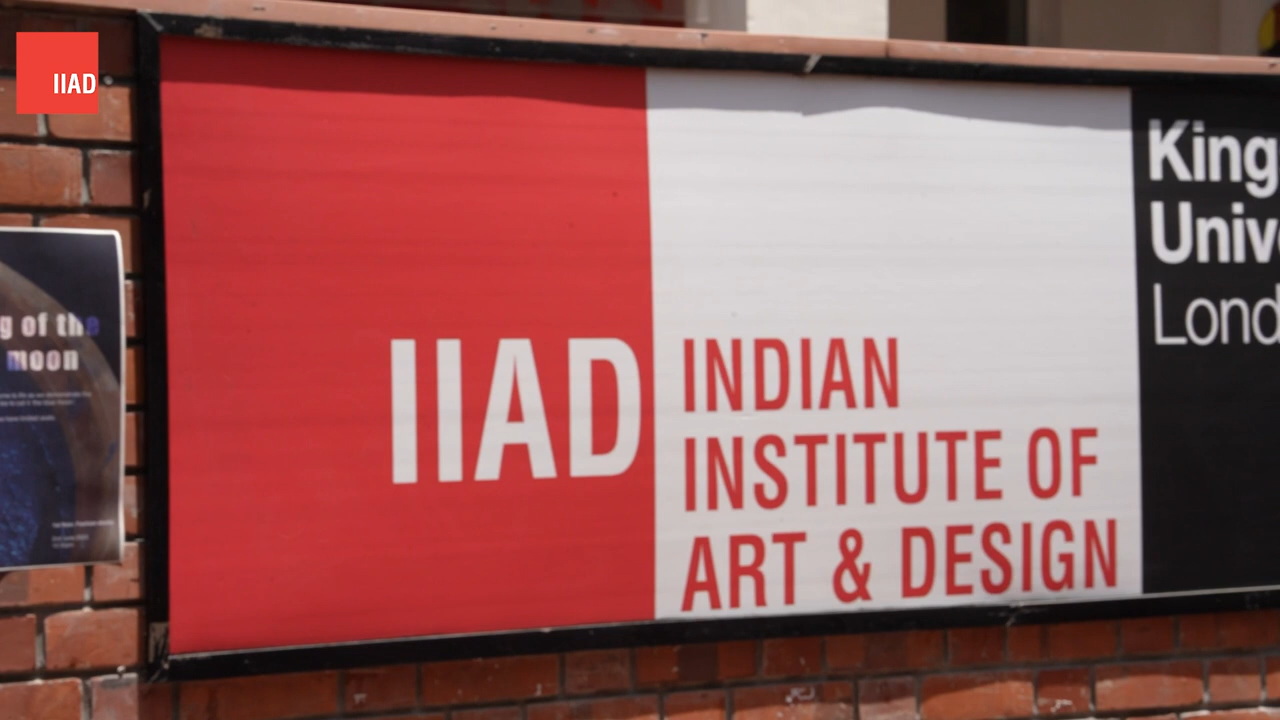 IIAD
g of the
moon
IIAD
INDIAN
INSTITUTE OF
ART & DESIGN
King
Unive
Lond